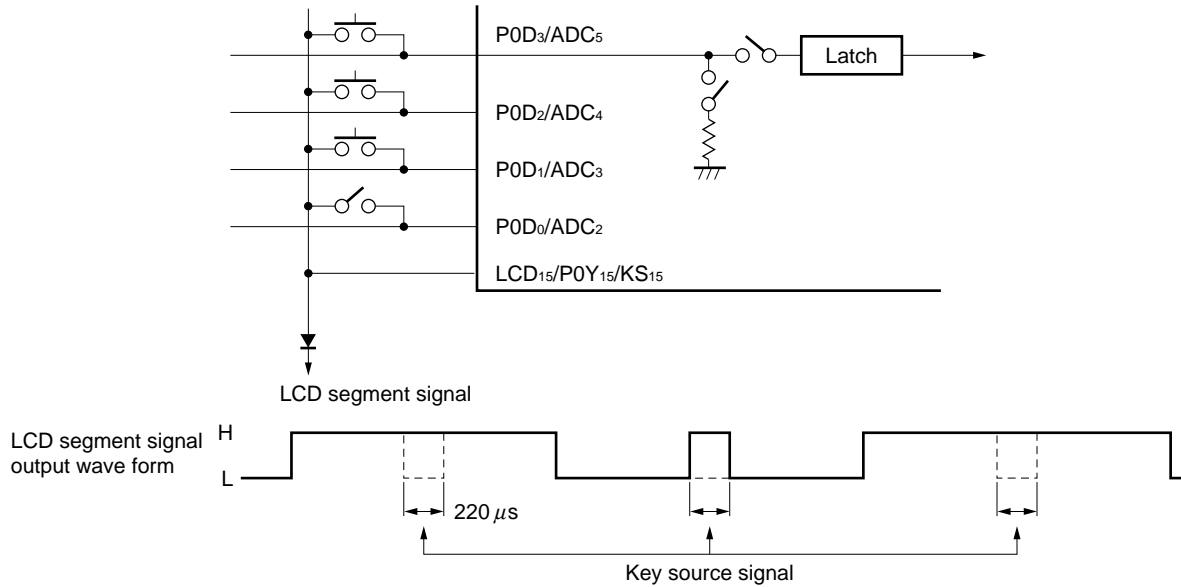 P0D3/ADC5
Latch
P0D2/ADC4
P0D1/ADC3
P0D0/ADC2
LCD15/P0Y15/KS15
LCD segment signal
LCD segment signal
output wave form
H
L
220 μs
Key source signal